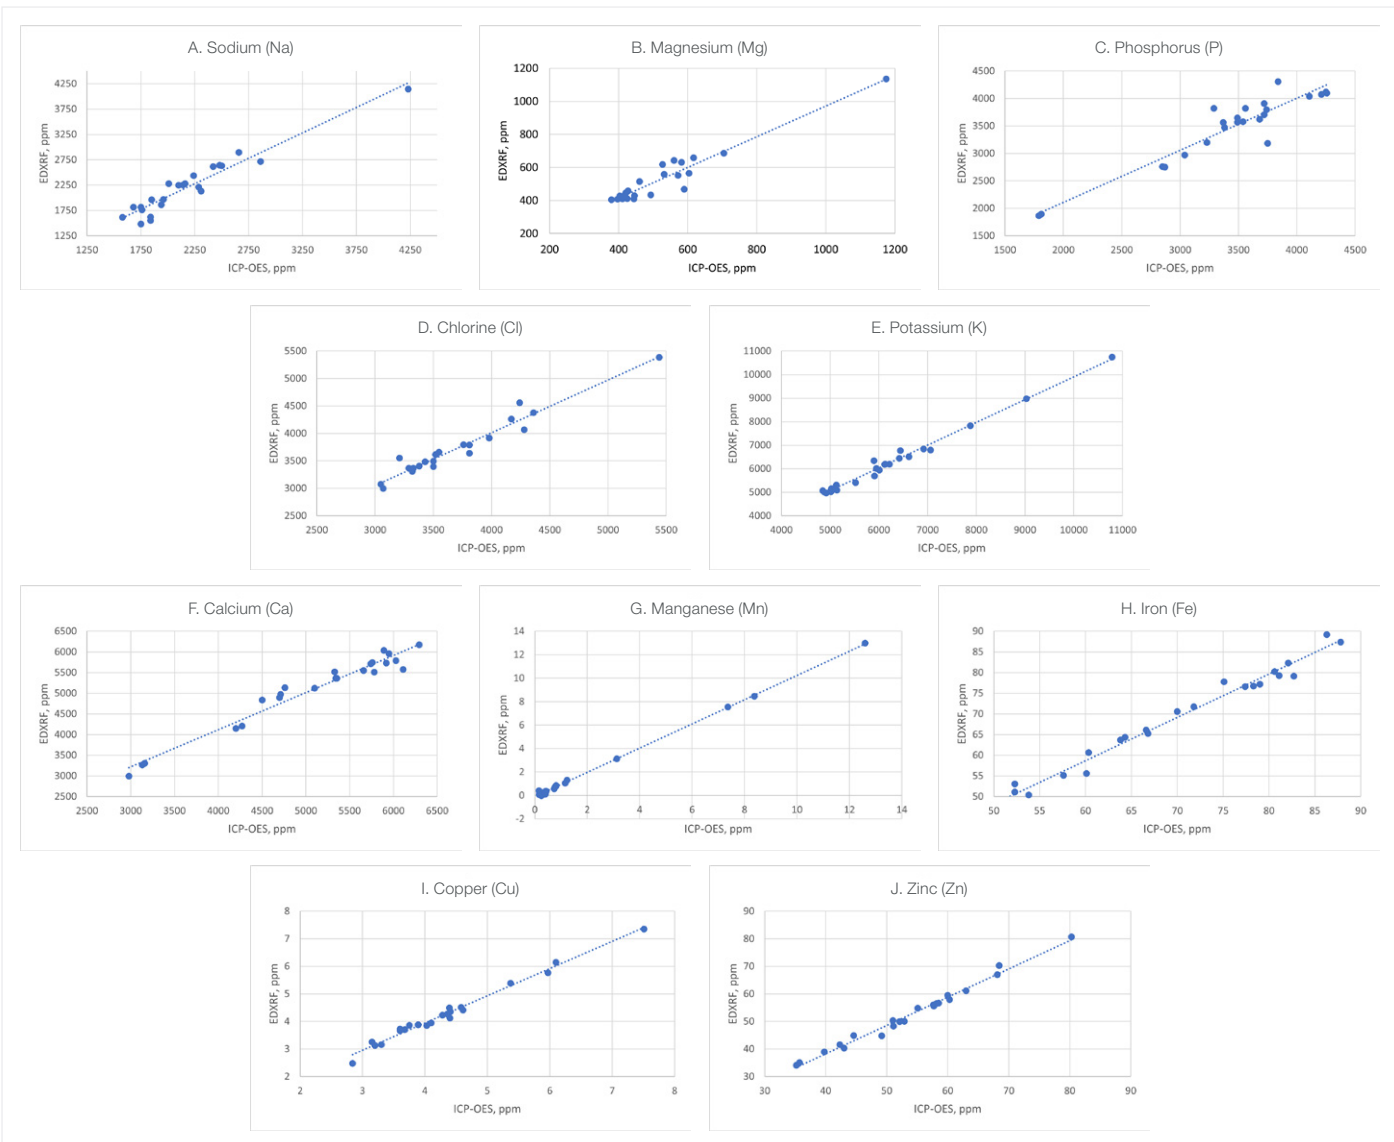 A. Sodium (Na)
4250
3750
3250
2750
2250
1750
1250
EDXRF, ppm
1250 1750 2250 2750 3250 3750 4250
ICP-OES, ppm
B. Magnesium (Mg)
1200
1000
800
600
400
200
EDXRF, ppm
200 400 600 800 1000 1200
ICP-OES, ppm
C. Phosphorus (P)
4500
4000
3500
3000
2500
2000
1500
EDXRF, ppm
1500 2000 2500 3000 3500 4000 4500
ICP-OES, ppm
D. Chlorine (Cl)
5500
5000
4500
4000
3500
3000
2500
EDXRF, ppm
2500 3000 3500 4000 4500 5000 5500
ICP-OES, ppm
E. Potassium (K)
11000
10000
9000
8000
7000
6000
5000
4000
EDXRF, ppm
4000 5000 6000 7000 8000 9000 10000 11000
ICP-OES, ppm
F. Calcium (Ca)
6500
6000
5500
5000
4500
4000
3500
3000
2500
EDXRF, ppm
2500 3000 3500 4000 4500 5000 5500 6000 6500
ICP-OES, ppm
G. Manganese (Mn)
14
12
10
8
6
4
2
0
-2
EDXRF, ppm
0 2 4 6 8 10 12 14
ICP-OES, ppm
H. Iron (Fe)
90
85
80
75
70
65
60
55
50
EDXRF, ppm
50 55 60 65 70 75 80 85 90
ICP-OES, ppm
I. Copper (Cu)
8
7
6
5
4
3
2
EDXRF, ppm
2 3 4 5 6 7 8
ICP-OES, ppm
J. Zinc (Zn)
90
80
70
60
50
40
30
EDXRF, ppm
30 40 50 60 70 80 90
ICP-OES, ppm